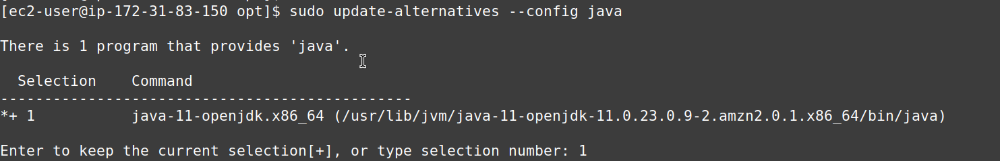 [ec2-user@ip-172-31-83-150 opt]$ sudo update-alternatives --config java
There is 1 program that provides 'java'.
  Selection    Command
-----------------------------------------------
*+ 1           java-11-openjdk.x86_64 (/usr/lib/jvm/java-11-openjdk-11.0.23.0.9-2.amzn2.0.1.x86_64/bin/java)
Enter to keep the current selection[+], or type selection number: 1